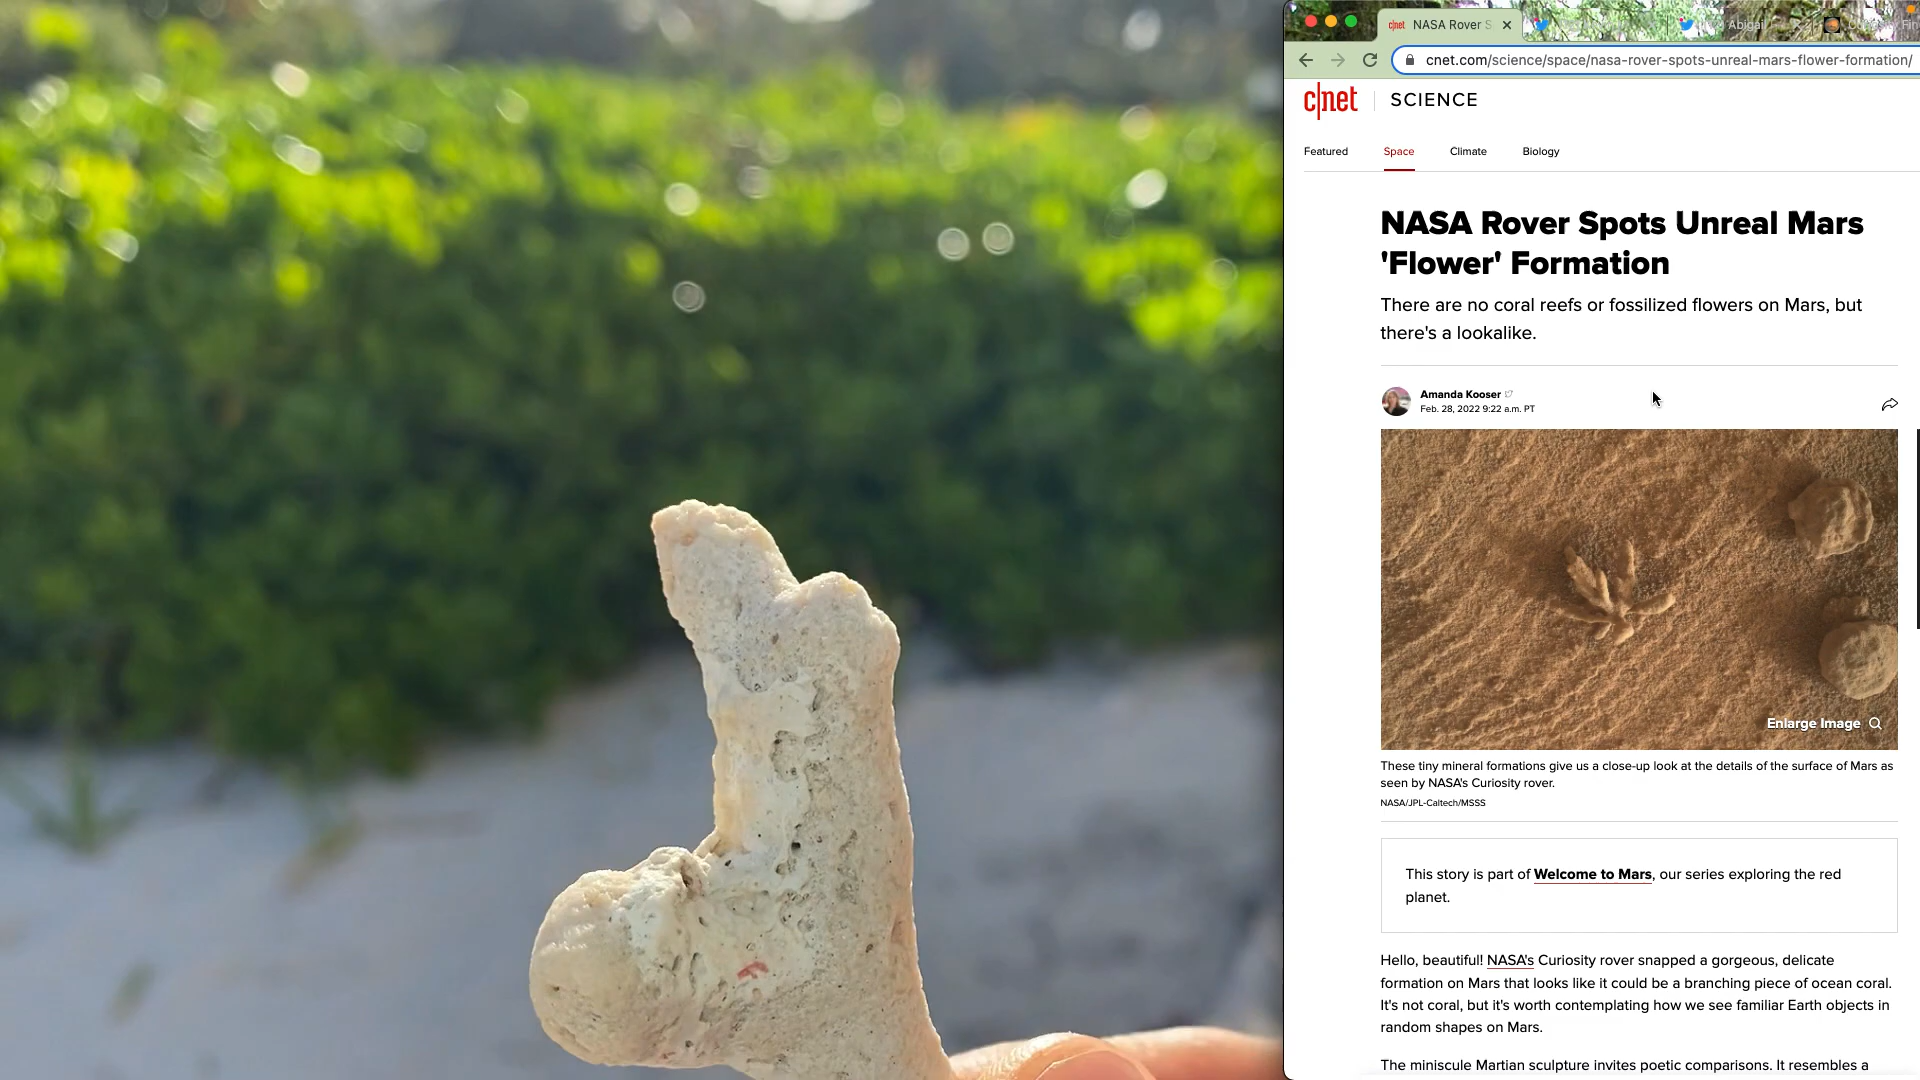 NASA Rover S
Abigail
cnet.com/science/space/nasa-rover-spots-unreal-mars-flower-formation/
c|net
SCIENCE
Featured
Space
Climate
Biology
NASA Rover Spots Unreal Mars
'Flower' Formation
There are no coral reefs or fossilized flowers on Mars, but
there's a lookalike.
Amanda Kooser
Feb. 28, 2022 9:22 a.m. PT
Enlarge Image
These tiny mineral formations give us a close-up look at the details of the surface of Mars as
seen by NASA's Curiosity rover.
NASA/JPL-Caltech/MSSS
This story is part of Welcome to Mars, our series exploring the red
planet.
Hello, beautiful! NASA's Curiosity rover snapped a gorgeous, delicate
formation on Mars that looks like it could be a branching piece of ocean coral.
It's not coral, but it's worth contemplating how we see familiar Earth objects in
random shapes on Mars.
The miniscule Martian sculpture invites poetic comparisons. It resembles a